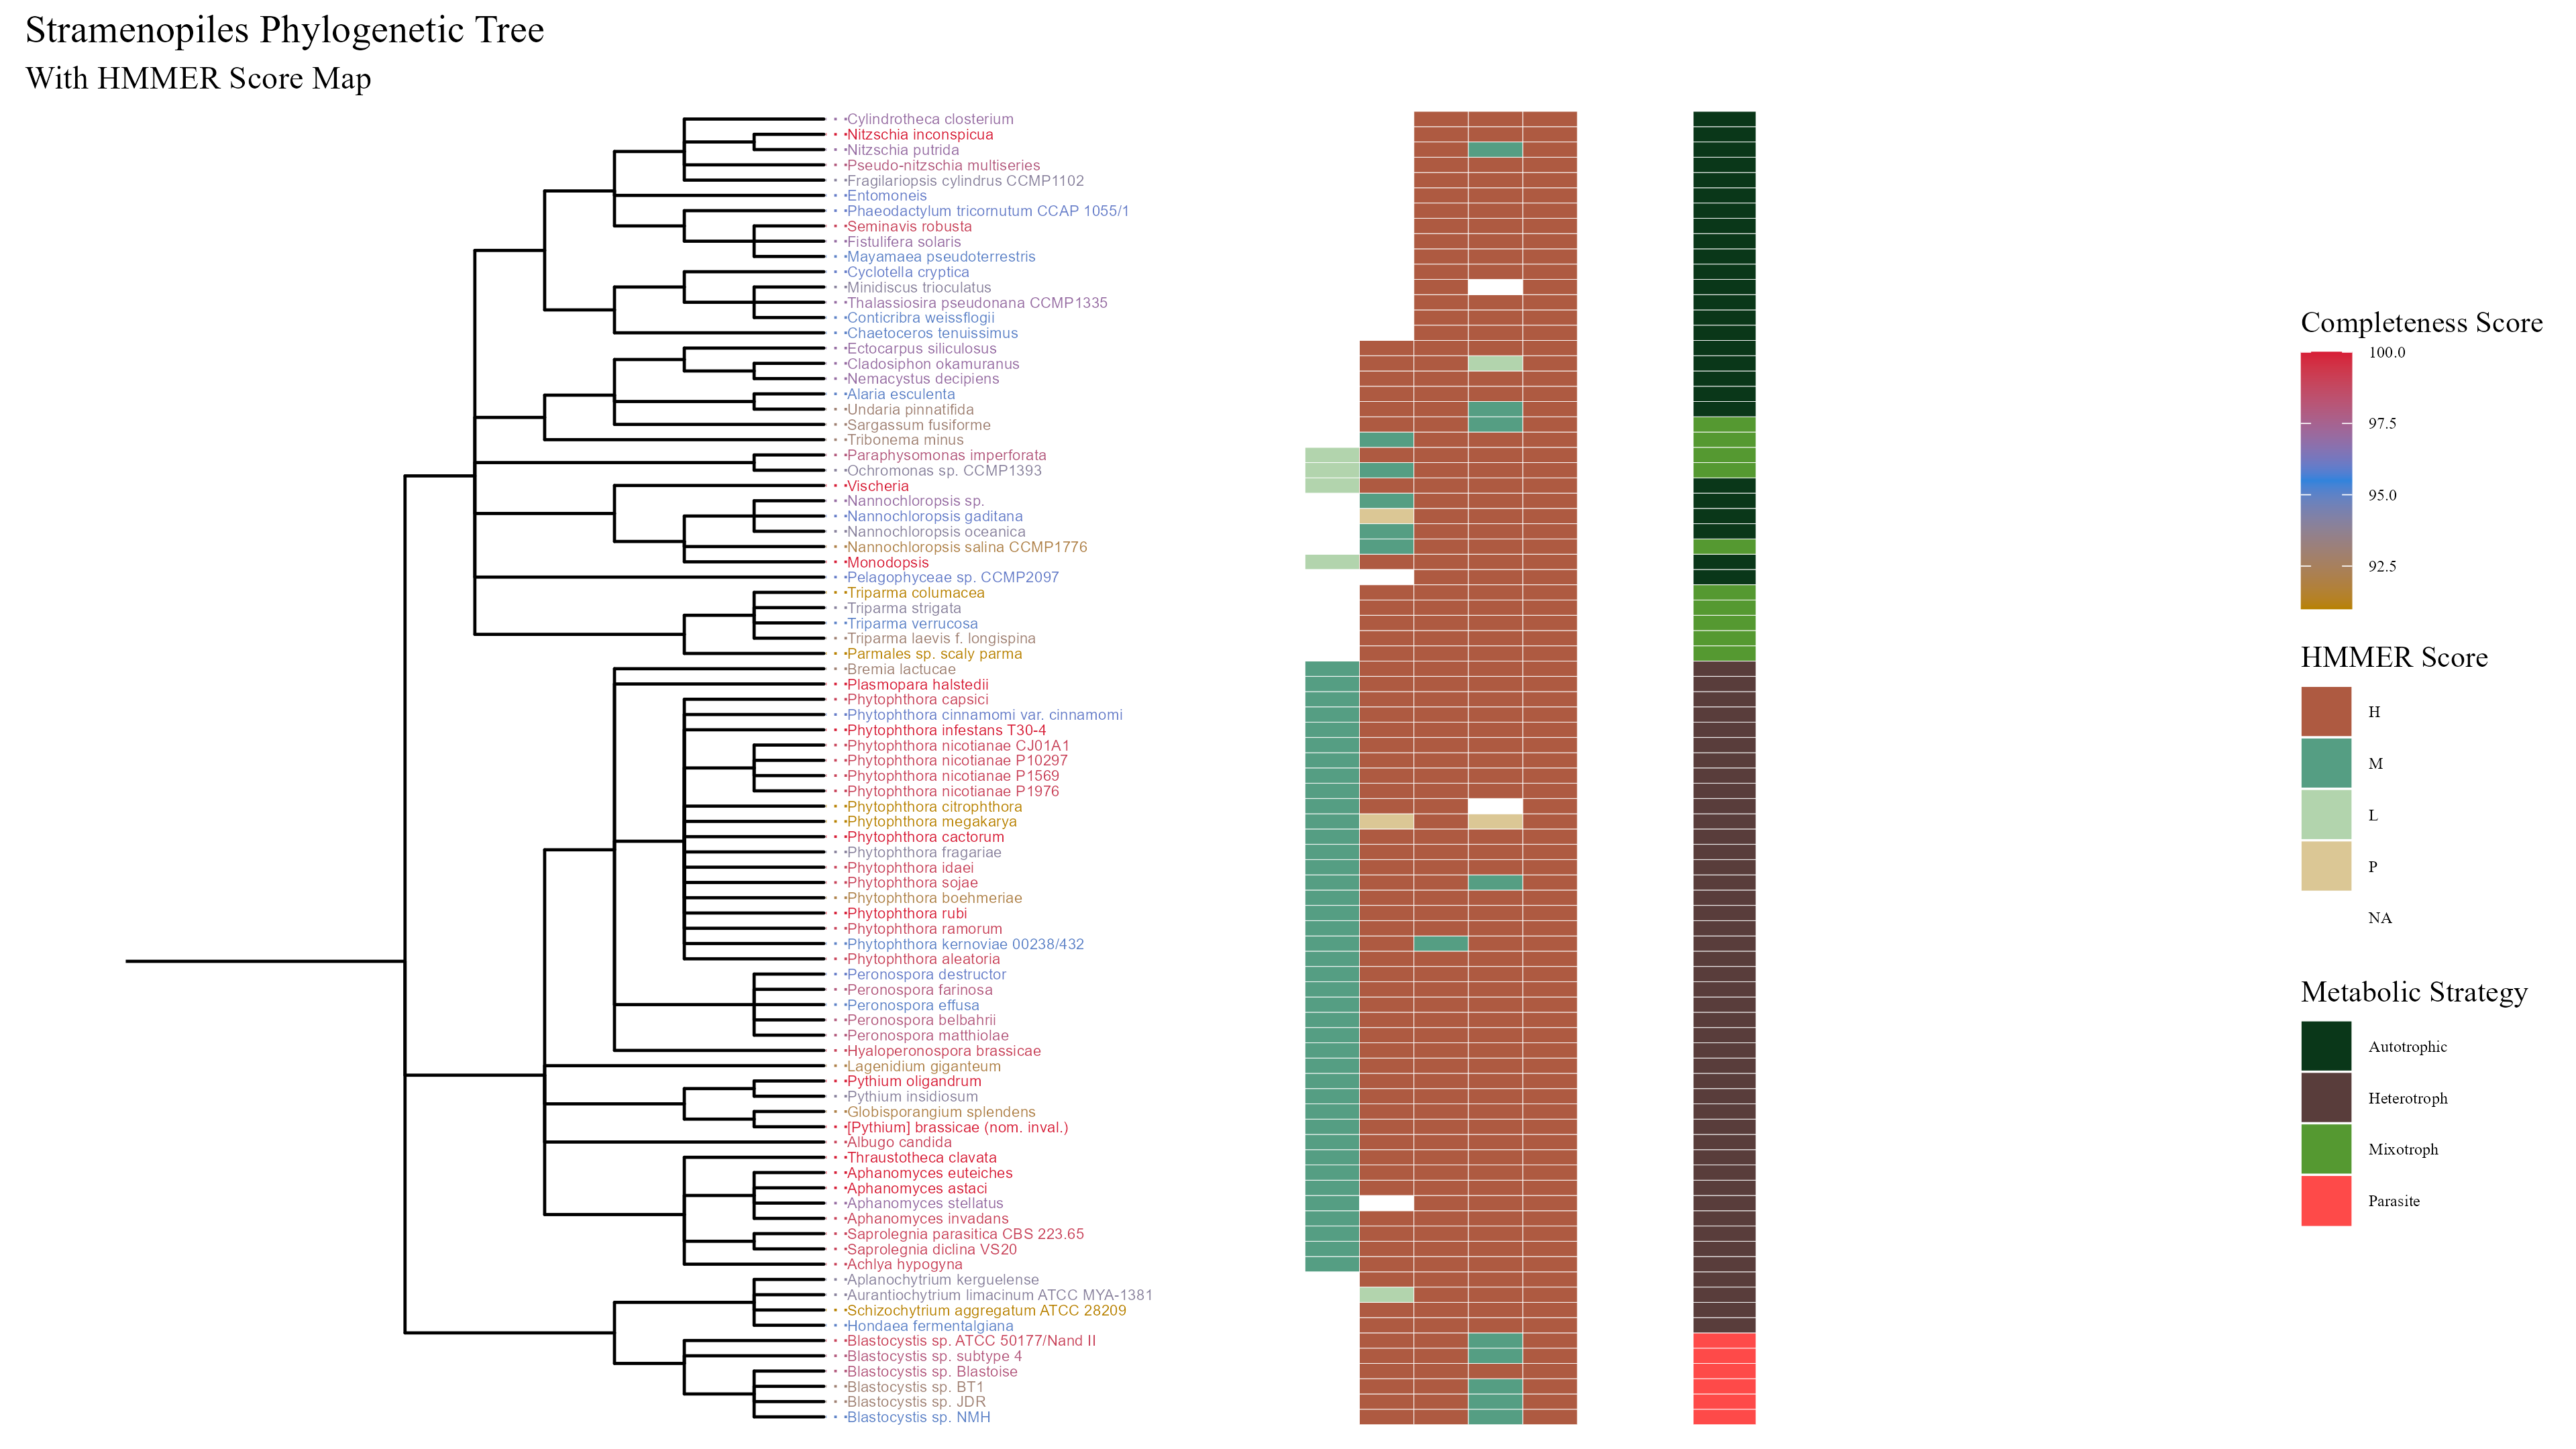 Stramenopiles Phylogenetic Tree
With HMMER Score Map
Cylindrotheca closterium
Nitzschia inconspicua
Nitzschia putrida
Pseudo-nitzschia multiseries
Fragilariopsis cylindrus CCMP1102
Entomoneis
Phaeodactylum tricornutum CCAP 1055/1
Seminavis robusta
Fistulifera solaris
Mayamaea pseudoterrestris
Cyclotella cryptica
Minidiscus trioculatus
Thalassiosira pseudonana CCMP1335
Conticribra weissflogii
Chaetoceros tenuissimus
Ectocarpus siliculosus
Cladosiphon okamuranus
Nemacystus decipiens
Alaria esculenta
Undaria pinnatifida
Sargassum fusiforme
Tribonema minus
Paraphysomonas imperforata
Ochromonas sp. CCMP1393
Vischeria
Nannochloropsis sp.
Nannochloropsis gaditana
Nannochloropsis oceanica
Nannochloropsis salina CCMP1776
Monodopsis
Pelagophyceae sp. CCMP2097
Triparma columacea
Triparma strigata
Triparma verrucosa
Triparma laevis f. longispina
Parmales sp. scaly parma
Bremia lactucae
Plasmopara halstedii
Phytophthora capsici
Phytophthora cinnamomi var. cinnamomi
Phytophthora infestans T30-4
Phytophthora nicotianae CJ01A1
Phytophthora nicotianae P10297
Phytophthora nicotianae P1569
Phytophthora nicotianae P1976
Phytophthora citrophthora
Phytophthora megakarya
Phytophthora cactorum
Phytophthora fragariae
Phytophthora idaei
Phytophthora sojae
Phytophthora boehmeriae
Phytophthora rubi
Phytophthora ramorum
Phytophthora kernoviae 00238/432
Phytophthora aleatoria
Peronospora destructor
Peronospora farinosa
Peronospora effusa
Peronospora belbahrii
Peronospora matthiolae
Hyaloperonospora brassicae
Lagenidium giganteum
Pythium oligandrum
Pythium insidiosum
Globisporangium splendens
[Pythium] brassicae (nom. inval.)
Albugo candida
Thraustotheca clavata
Aphanomyces euteiches
Aphanomyces astaci
Aphanomyces stellatus
Aphanomyces invadans
Saprolegnia parasitica CBS 223.65
Saprolegnia diclina VS20
Achlya hypogyna
Aplanochytrium kerguelense
Aurantiochytrium limacinum ATCC MYA-1381
Schizochytrium aggregatum ATCC 28209
Hondaea fermentalgiana
Blastocystis sp. ATCC 50177/Nand II
Blastocystis sp. subtype 4
Blastocystis sp. Blastoise
Blastocystis sp. BT1
Blastocystis sp. JDR
Blastocystis sp. NMH
Completeness Score
100.0
97.5
95.0
92.5
HMMER Score
H
M
L
P
NA
Metabolic Strategy
Autotrophic
Heterotroph
Mixotroph
Parasite